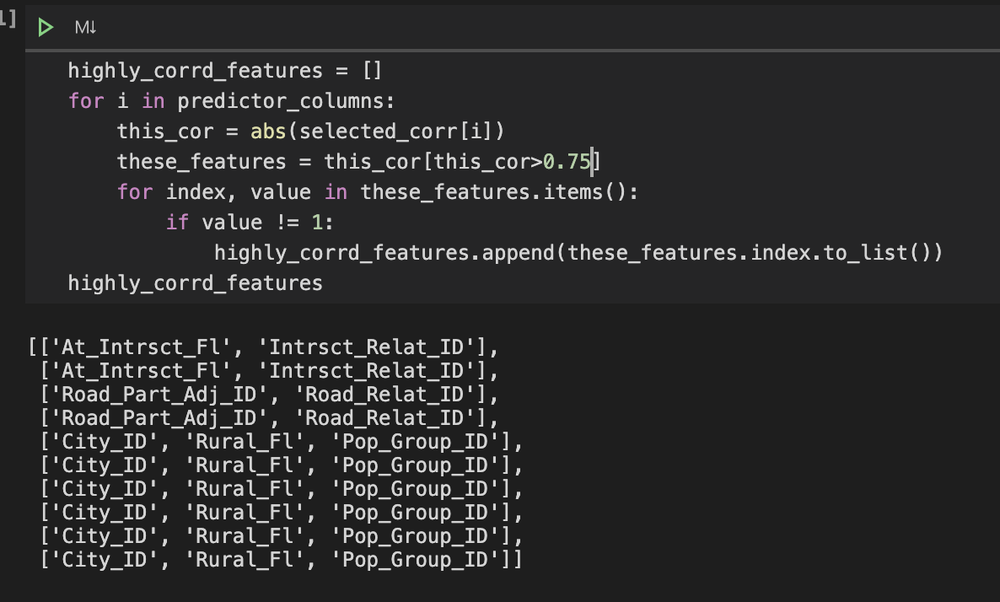 1]
M↓
highly_corrd_features = []
for i in predictor_columns:
    this_cor = abs(selected_corr[i])
    these_features = this_cor[this_cor>0.75]
    for index, value in these_features.items():
        if value != 1:
            highly_corrd_features.append(these_features.index.to_list())
highly_corrd_features
[['At_Intrsct_Fl', 'Intrsct_Relat_ID'],
 ['At_Intrsct_Fl', 'Intrsct_Relat_ID'],
 ['Road_Part_Adj_ID', 'Road_Relat_ID'],
 ['Road_Part_Adj_ID', 'Road_Relat_ID'],
 ['City_ID', 'Rural_Fl', 'Pop_Group_ID'],
 ['City_ID', 'Rural_Fl', 'Pop_Group_ID'],
 ['City_ID', 'Rural_Fl', 'Pop_Group_ID'],
 ['City_ID', 'Rural_Fl', 'Pop_Group_ID'],
 ['City_ID', 'Rural_Fl', 'Pop_Group_ID'],
 ['City_ID', 'Rural_Fl', 'Pop_Group_ID']]